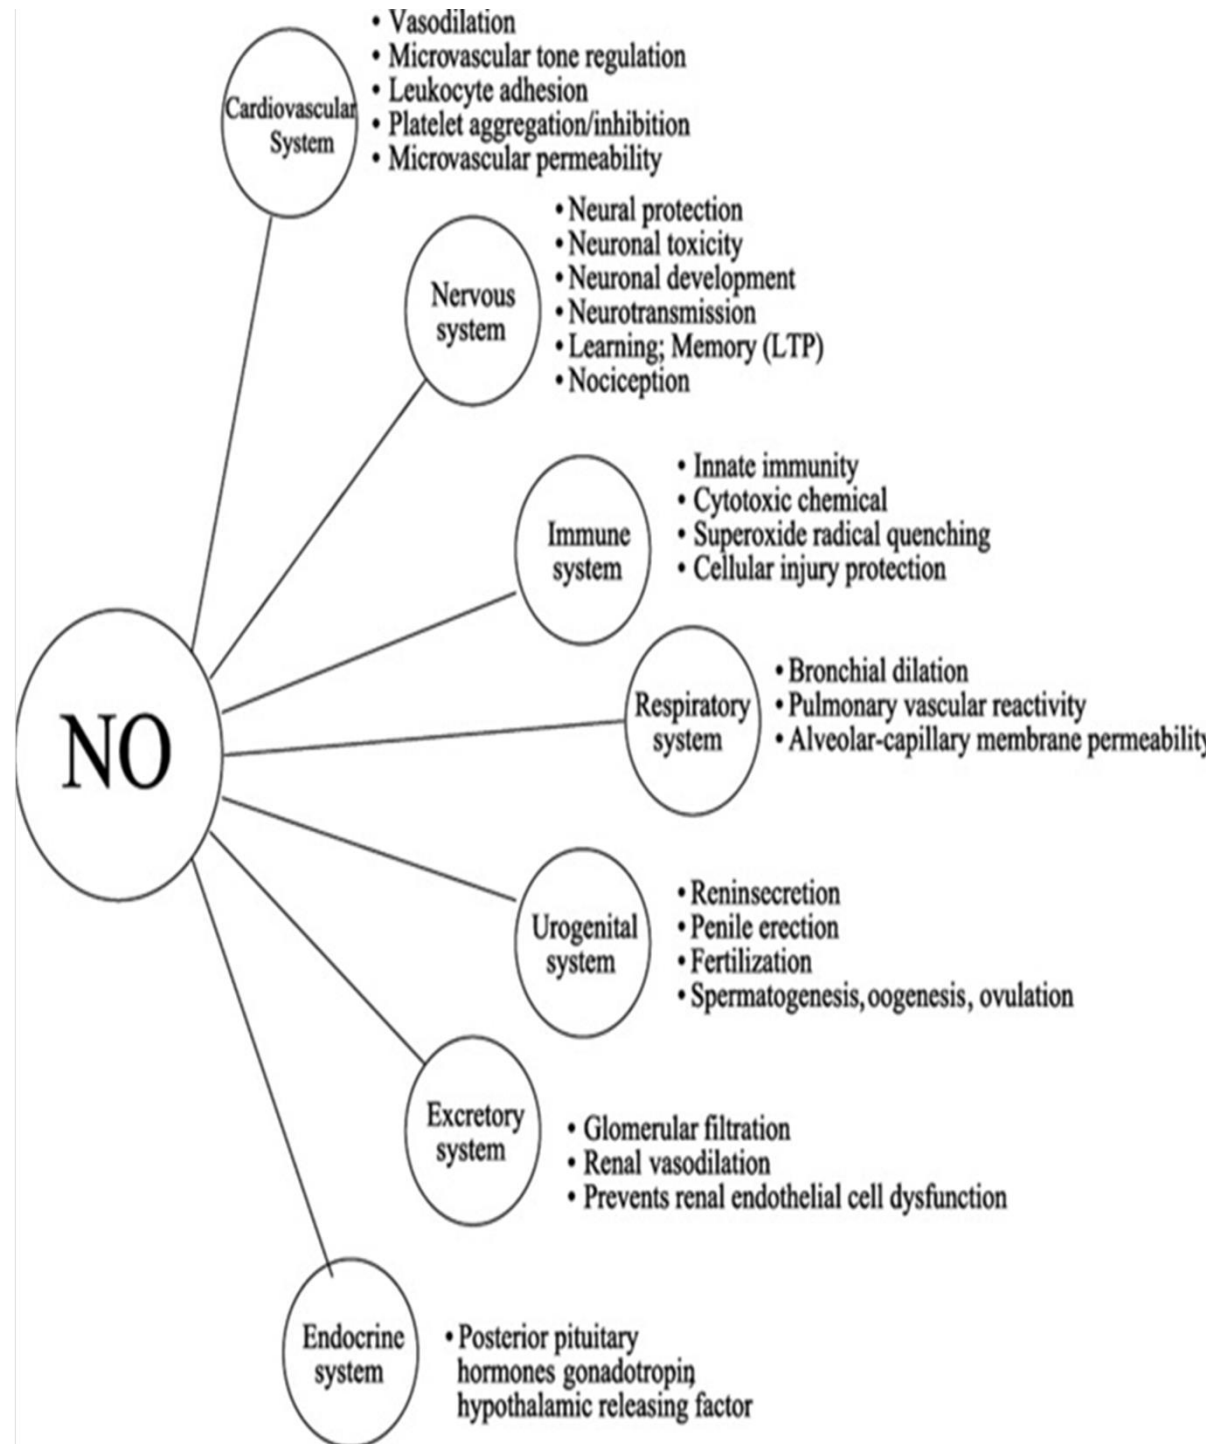 • Vasodilation
• Microvascular tone regulation
• Leukocyte adhesion
• Platelet aggregation/inhibition
• Microvascular permeability
Cardiovascular
System
• Neural protection
• Neuronal toxicity
• Neuronal development
• Neurotransmission
• Learning; Memory (LTP)
• Nociception
Nervous
system
• Innate immunity
• Cytotoxic chemical
• Superoxide radical quenching
• Cellular injury protection
Immune
system
• Bronchial dilation
• Pulmonary vascular reactivity
• Alveolar-capillary membrane permeability
Respiratory
system
NO
• Reninsecretion
• Penile erection
• Fertilization
• Spermatogenesis, oogenesis, ovulation
Urogenital
system
• Glomerular filtration
• Renal vasodilation
• Prevents renal endothelial cell dysfunction
Excretory
system
• Posterior pituitary
hormones gonadotropin,
hypothalamic releasing factor
Endocrine
system